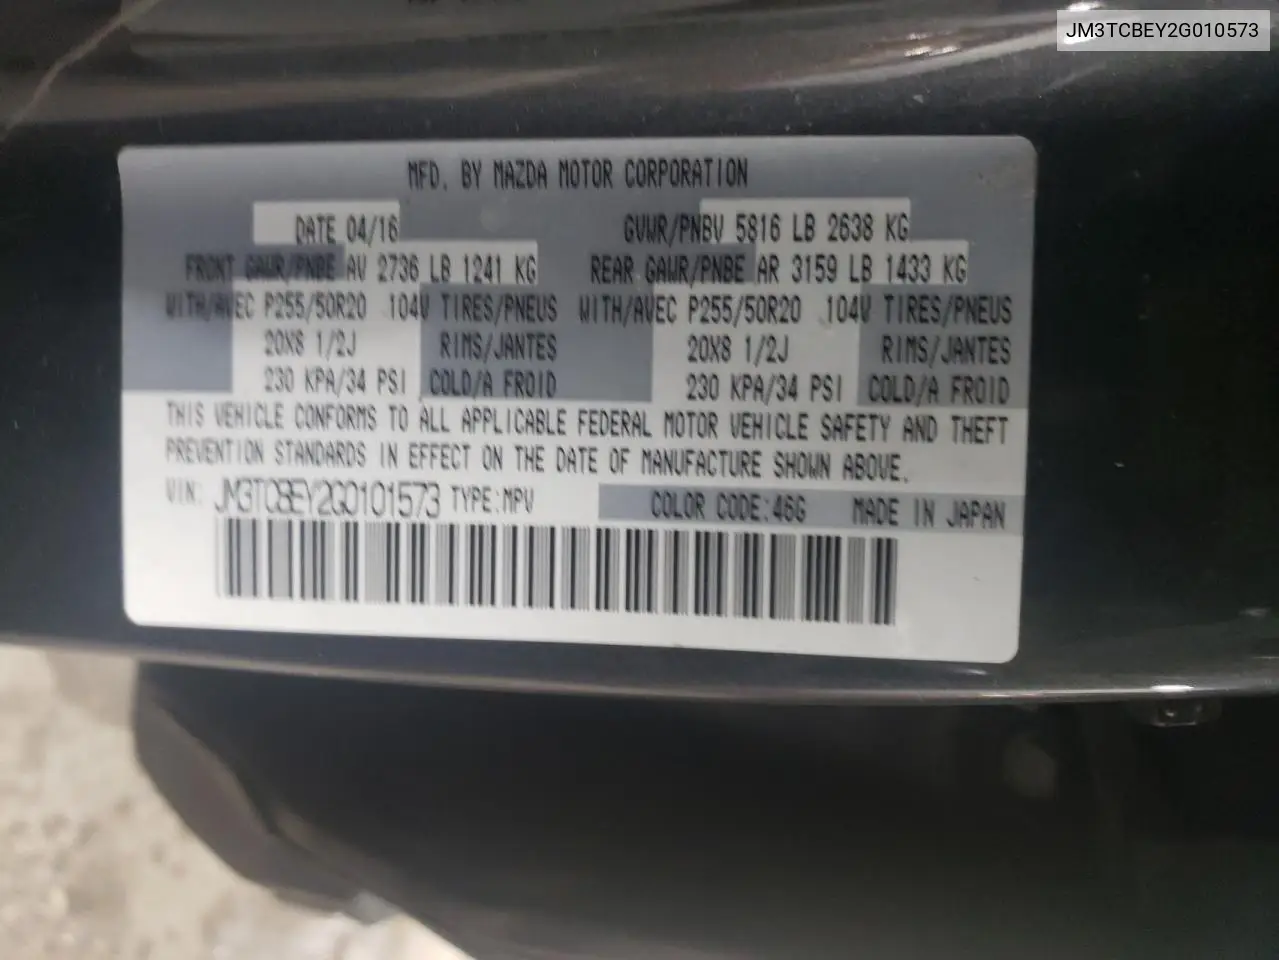 JM3TCBEY2G010573
MFD. BY MAZDA MOTOR CORPORATION
DATE 04/16 GVWR/PNBV 5816 LB 2638 KG
FRONT GAWR/PNBE AV 2736 LB 1241 KG REAR GAWR/PNBE AR 3159 LB 1433 KG
WITH/AVEC P255/50R20 104V TIRES/PNEUS WITH/AVEC P255/50R20 104V TIRES/PNEUS
20X8 1/2J RIMS/JANTES 20X8 1/2J RIMS/JANTES
230 KPA/34 PSI COLD/A FROID 230 KPA/34 PSI COLD/A FROID
THIS VEHICLE CONFORMS TO ALL APPLICABLE FEDERAL MOTOR VEHICLE SAFETY AND THEFT
PREVENTION STANDARDS IN EFFECT ON THE DATE OF MANUFACTURE SHOWN ABOVE.
VIN: JM3TCBEY2G0101573 TYPE:MPV COLOR CODE:46G MADE IN JAPAN